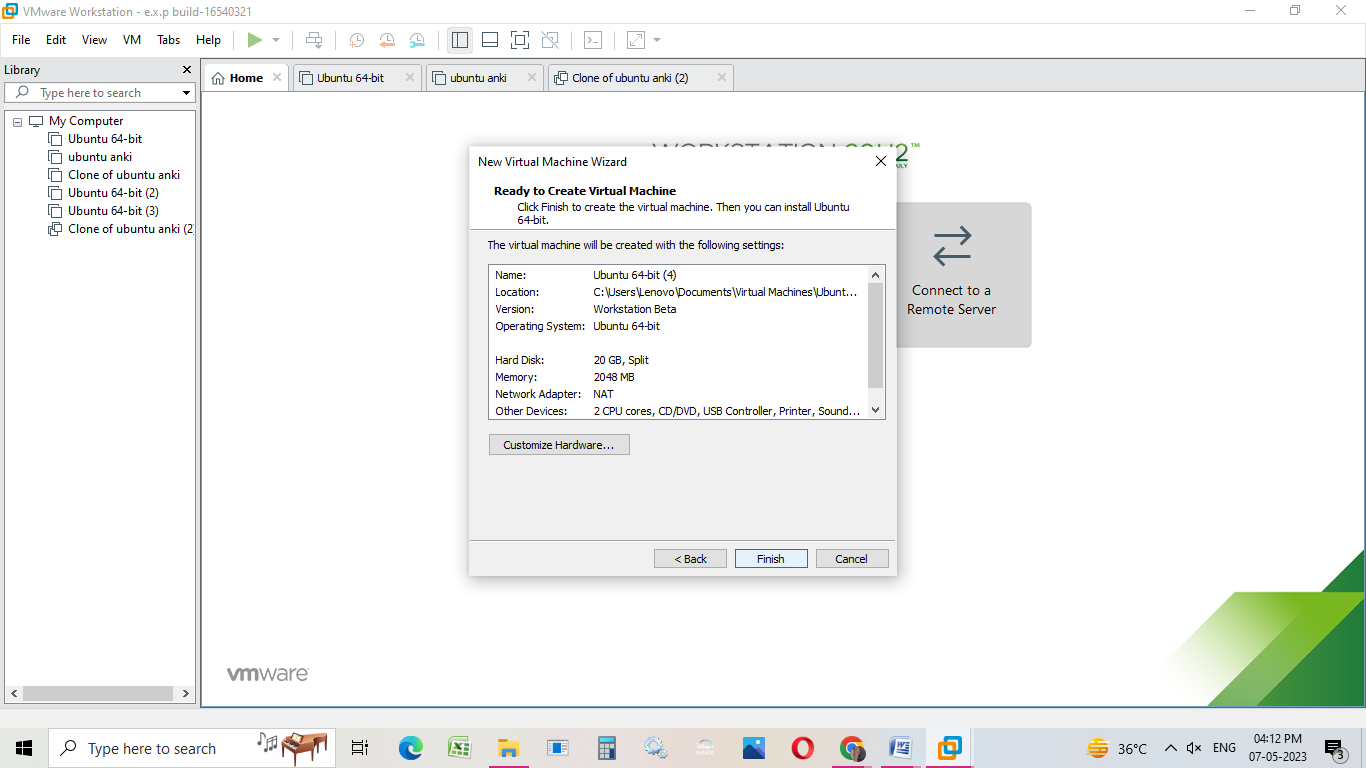 VMware Workstation - e.x.p build-16540321
File Edit View VM Tabs Help
Library
Type here to search
My Computer
Ubuntu 64-bit
ubuntu anki
Clone of ubuntu anki
Ubuntu 64-bit (2)
Ubuntu 64-bit (3)
Clone of ubuntu anki (2)
Home
Ubuntu 64-bit
ubuntu anki
Clone of ubuntu anki (2)
WORKSTATION 20H2™
New Virtual Machine Wizard
Ready to Create Virtual Machine
Click Finish to create the virtual machine. Then you can install Ubuntu
64-bit.
The virtual machine will be created with the following settings:
Name: Ubuntu 64-bit (4)
Location: C:\Users\Lenovo\Documents\Virtual Machines\Ubunt...
Version: Workstation Beta
Operating System: Ubuntu 64-bit
Hard Disk: 20 GB, Split
Memory: 2048 MB
Network Adapter: NAT
Other Devices: 2 CPU cores, CD/DVD, USB Controller, Printer, Sound...
Customize Hardware...
< Back
Finish
Cancel
Connect to a
Remote Server
vmware
Type here to search
36°C
ENG
04:12 PM
07-05-2023
3